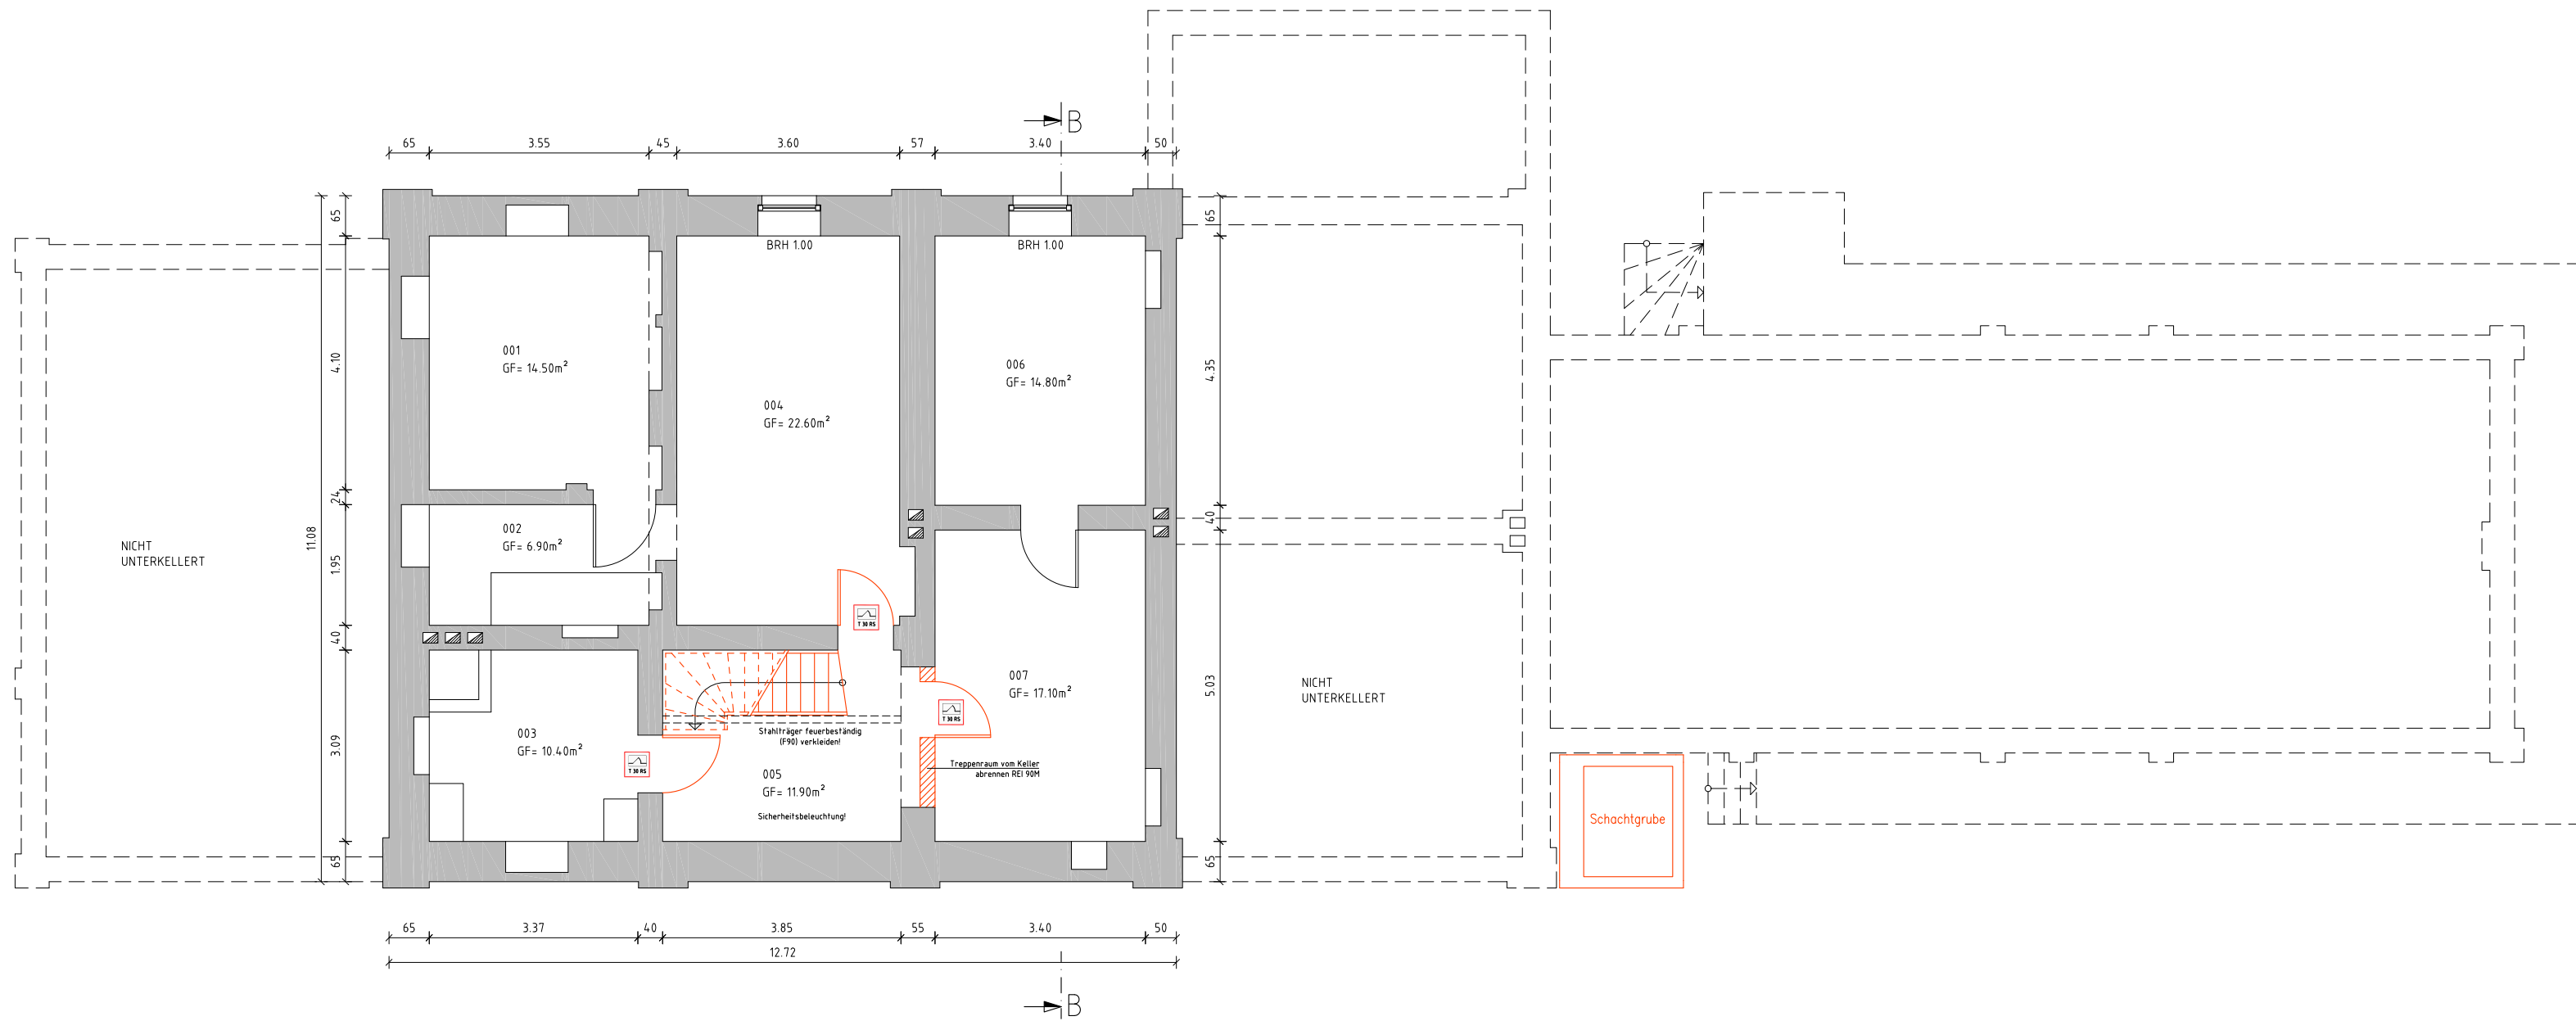 B
65 3.55 45 3.60 57 3.40 50
65
4.10
24
1.95
40
3.09
65
11.08
65
4.35
40
5.03
65
BRH 1.00
BRH 1.00
001
GF= 14.50m²
002
GF= 6.90m²
003
GF= 10.40m²
T 30 RS
004
GF= 22.60m²
T 30 RS
006
GF= 14.80m²
007
GF= 17.10m²
T 30 RS
Stahlträger feuerbeständig
(F90) verkleiden!
005
GF= 11.90m²
Sicherheitsbeleuchtung!
Treppenraum vom Keller
abrennen REI 90M
NICHT
UNTERKELLERT
NICHT
UNTERKELLERT
Schachtgrube
65 3.37 40 3.85 55 3.40 50
12.72
B